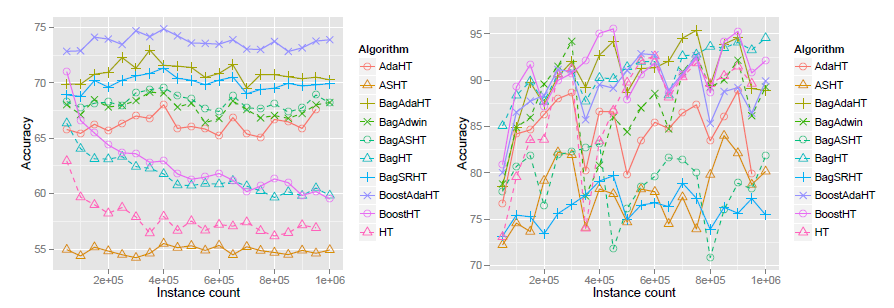 75
70
65
60
55
Accuracy
2e+05
4e+05
6e+05
8e+05
1e+06
Instance count
Algorithm
AdaHT
ASHT
BagAdaHT
BagAdwin
BagASHT
BagHT
BagSRHT
BoostAdaHT
BoostHT
HT
95
90
85
80
75
70
Accuracy
2e+05
4e+05
6e+05
8e+05
1e+06
Instance count
Algorithm
AdaHT
ASHT
BagAdaHT
BagAdwin
BagASHT
BagHT
BagSRHT
BoostAdaHT
BoostHT
HT